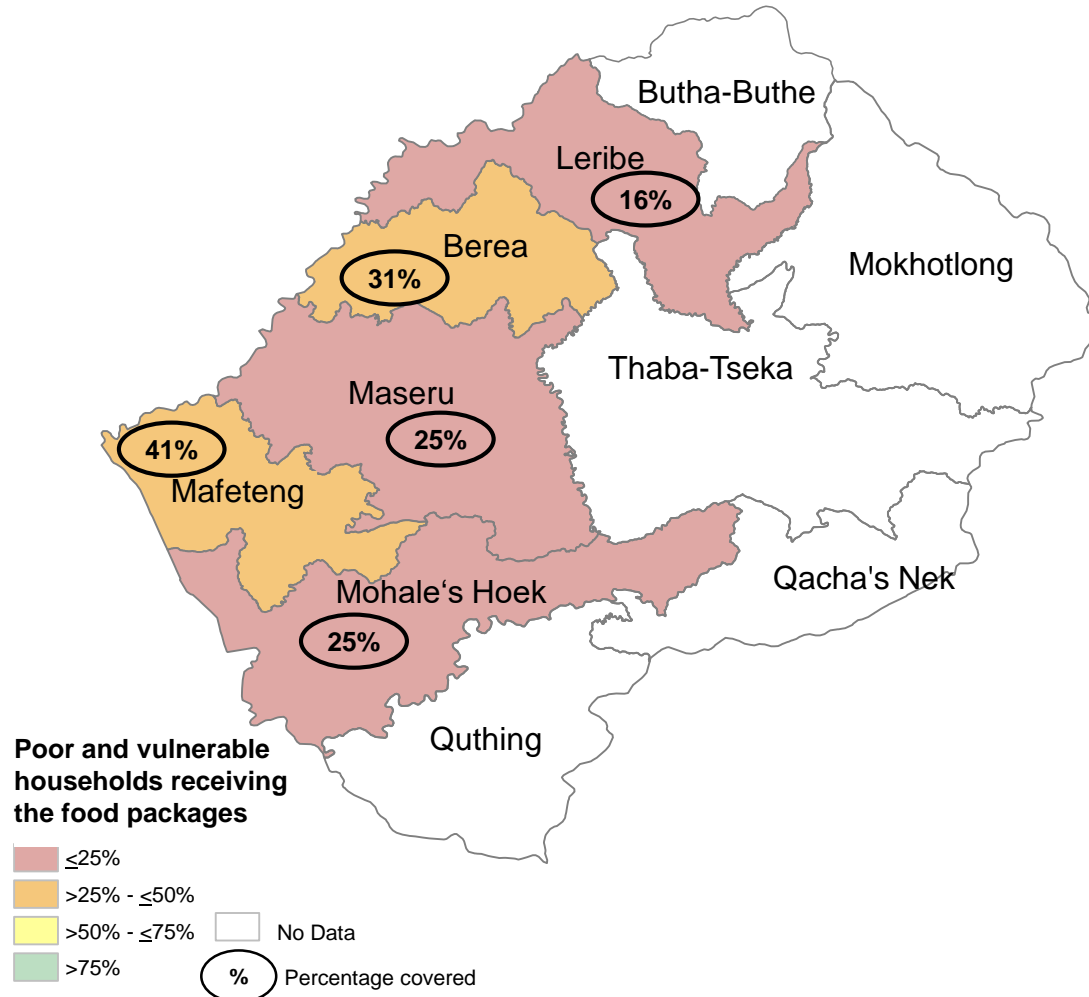 Butha-Buthe
Leribe
16%
Berea
31%
Mokhotlong
Thaba-Tseka
Maseru
25%
41%
Mafeteng
Qacha's Nek
Mohale‘s Hoek
25%
Quthing
Poor and vulnerable
households receiving
the food packages
≤25%
>25% - ≤50%
>50% - ≤75%
>75%
No Data
% Percentage covered